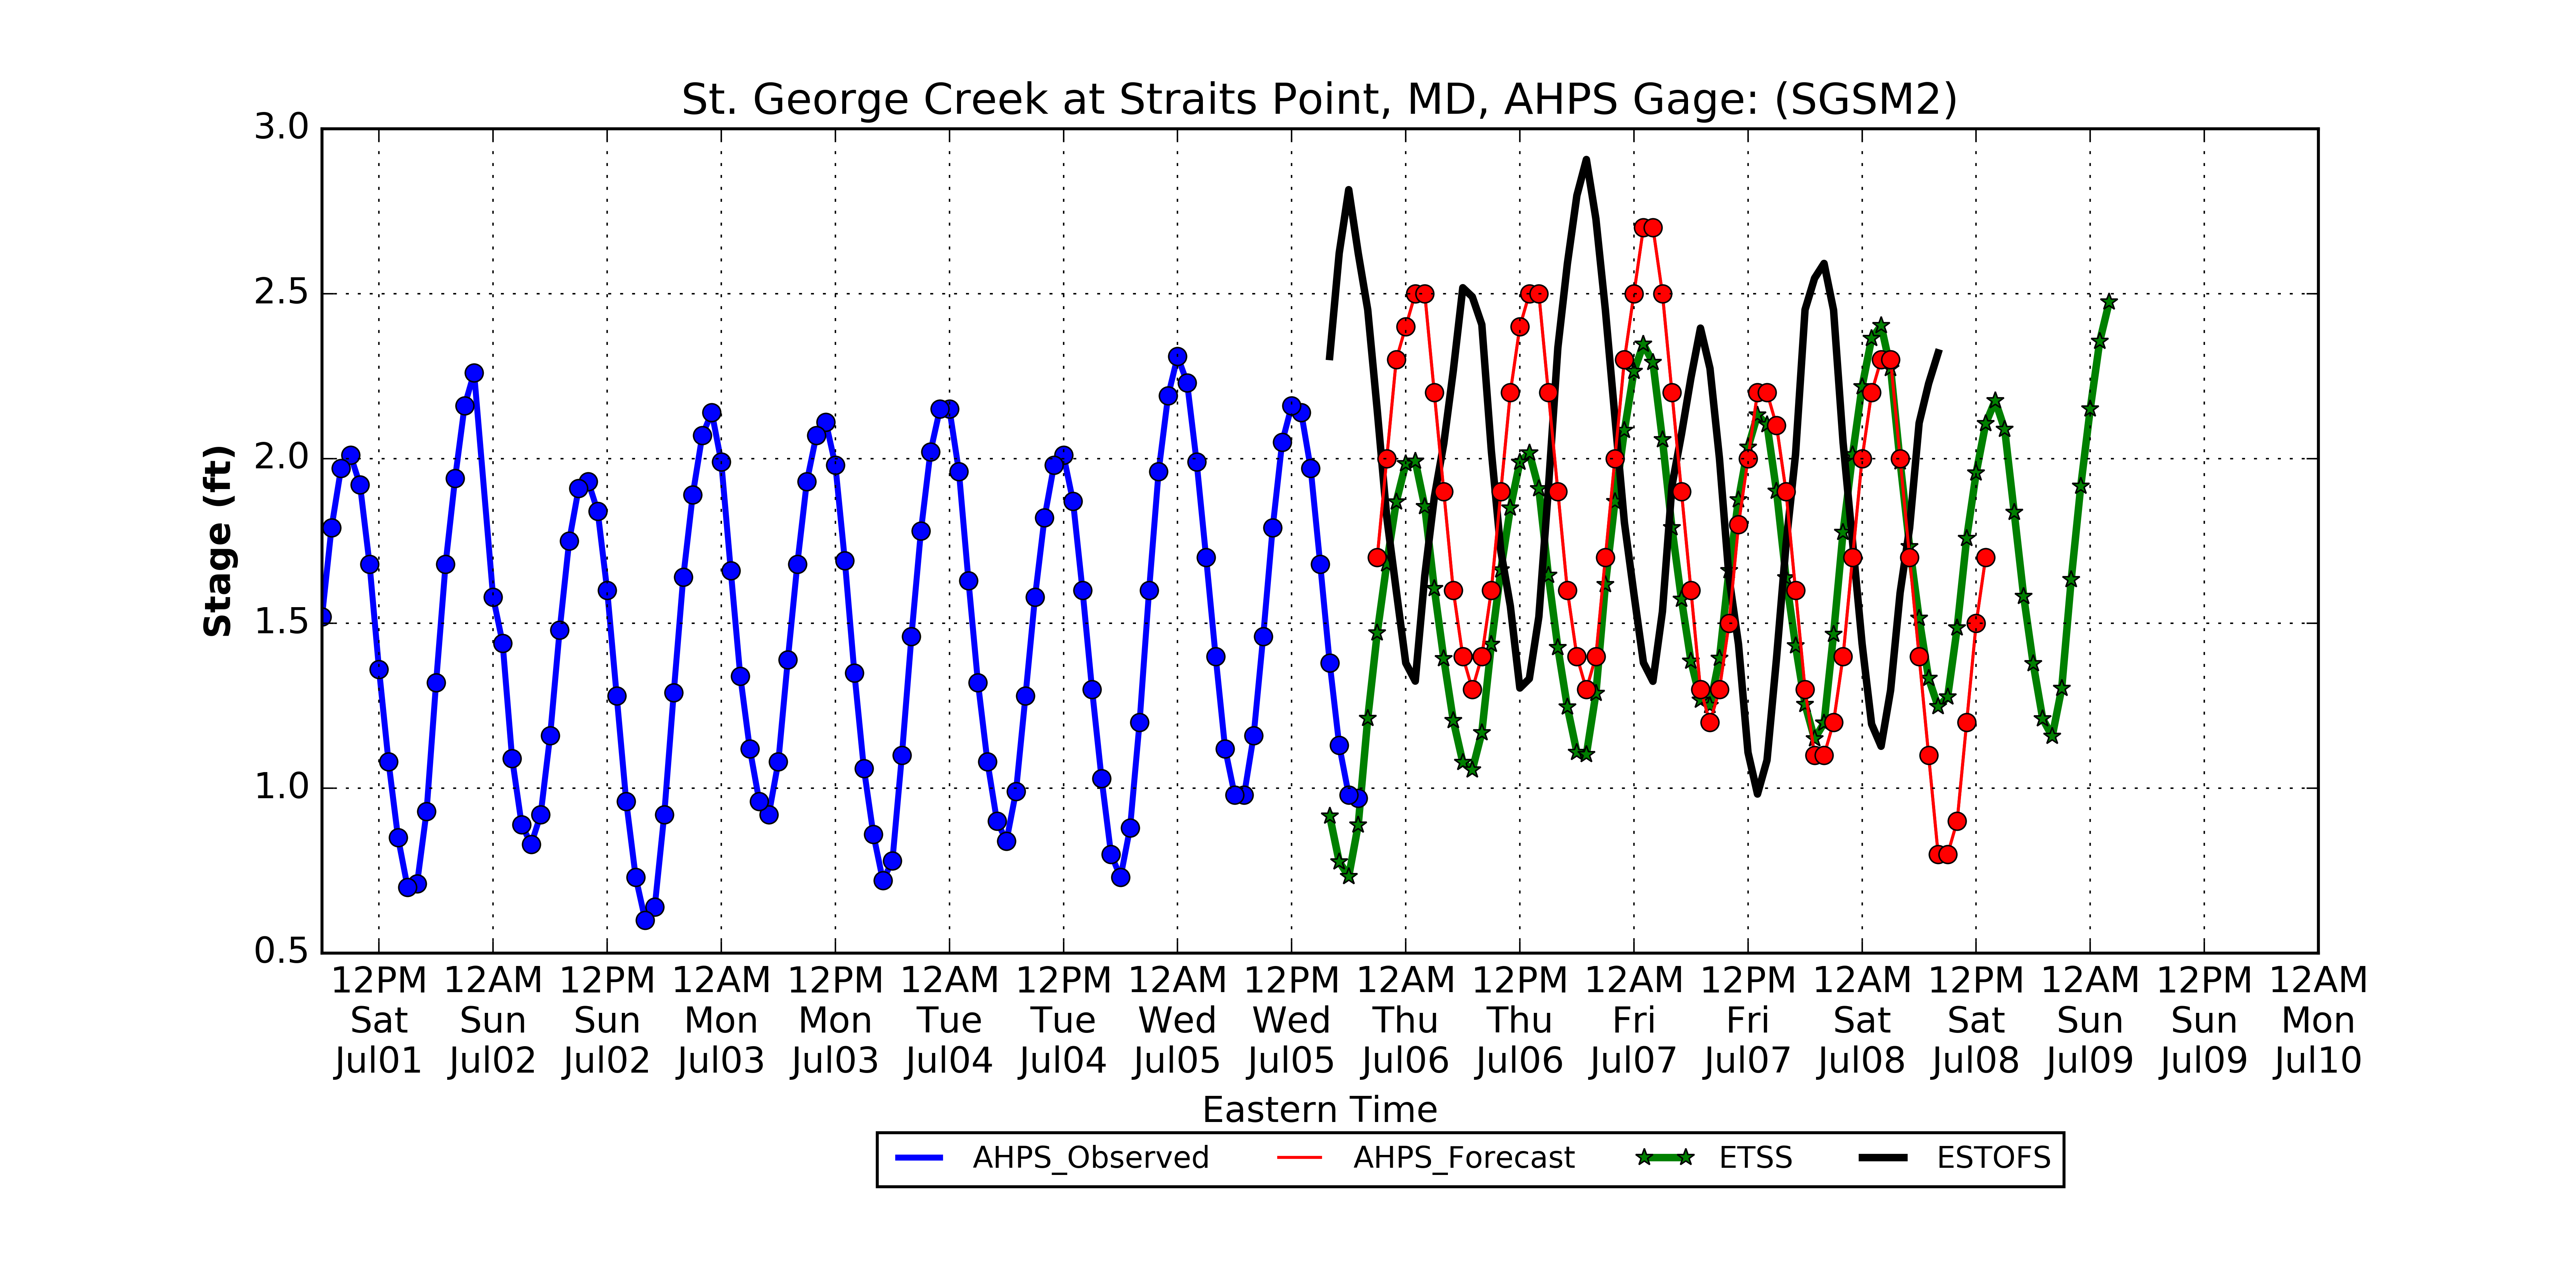 St. George Creek at Straits Point, MD, AHPS Gage: (SGSM2)
3.0
2.5
2.0
1.5
1.0
0.5
Stage (ft)
12PM 12AM 12PM 12AM 12PM 12AM 12PM 12AM 12PM 12AM 12PM 12AM 12PM 12AM 12PM 12AM 12PM 12AM
Sat Sun Sun Mon Mon Tue Tue Wed Wed Thu Thu Fri Fri Sat Sat Sun Sun Mon
Jul01 Jul02 Jul02 Jul03 Jul03 Jul04 Jul04 Jul05 Jul05 Jul06 Jul06 Jul07 Jul07 Jul08 Jul08 Jul09 Jul09 Jul10
Eastern Time
AHPS_Observed AHPS_Forecast ETSS ESTOFS